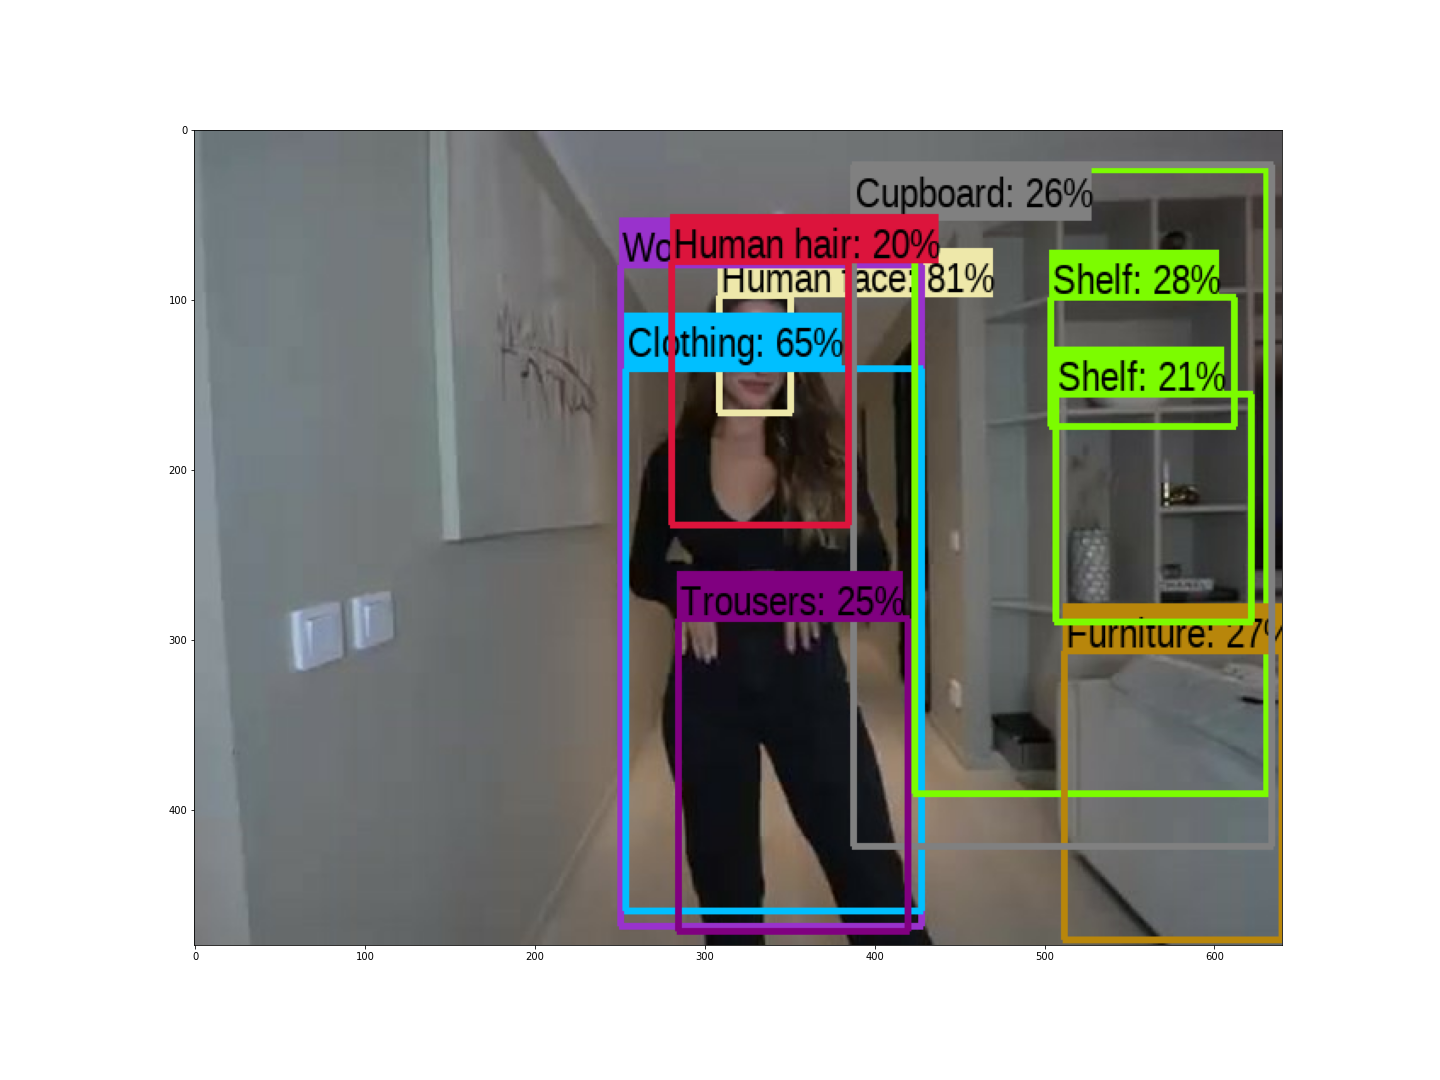 0
100
200
300
400
0 100 200 300 400 500 600
Cupboard: 26%
Wo
Human hair: 20%
Human face: 81%
Shelf: 28%
Clothing: 65%
Shelf: 21%
CHANEL
Trousers: 25%
Furniture: 27%